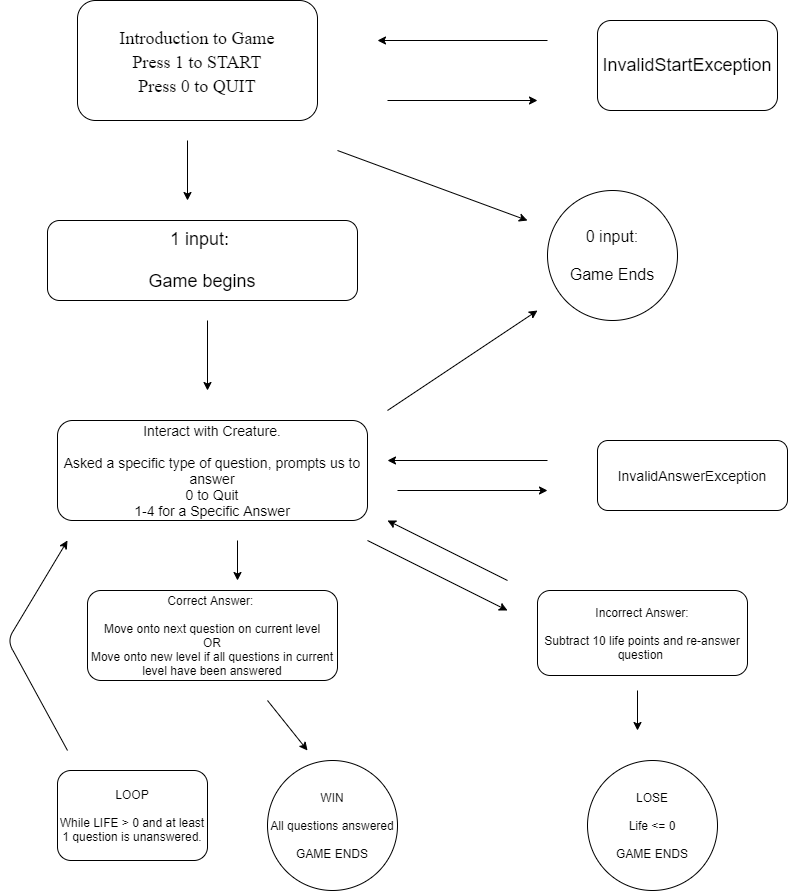 Introduction to Game
Press 1 to START
Press 0 to QUIT
InvalidStartException
1 input:
Game begins
0 input:
Game Ends
Interact with Creature.
Asked a specific type of question, prompts us to
answer
0 to Quit
1-4 for a Specific Answer
InvalidAnswerException
Correct Answer:
Move onto next question on current level
OR
Move onto new level if all questions in current
level have been answered
Incorrect Answer:
Subtract 10 life points and re-answer
question
LOOP
While LIFE > 0 and at least
1 question is unanswered.
WIN
All questions answered
GAME ENDS
LOSE
Life <= 0
GAME ENDS